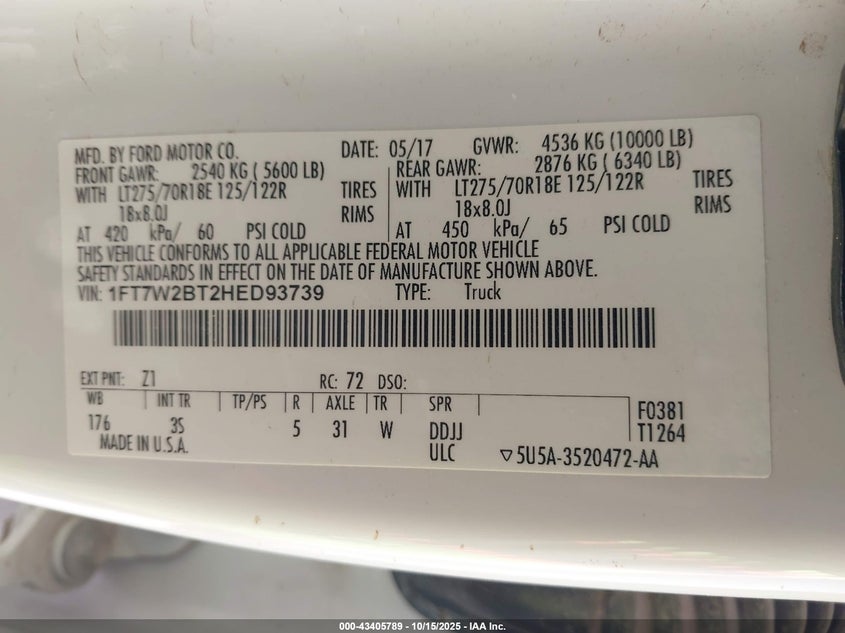 MFD. BY FORD MOTOR CO. DATE: 05/17 GVWR: 4536 KG (10000 LB)
FRONT GAWR: 2540 KG ( 5600 LB) REAR GAWR: 2876 KG ( 6340 LB)
WITH LT275/70R18E 125/122R TIRES WITH LT275/70R18E 125/122R TIRES
18x8.0J RIMS 18x8.0J RIMS
AT 420 kPa/ 60 PSI COLD AT 450 kPa/ 65 PSI COLD
THIS VEHICLE CONFORMS TO ALL APPLICABLE FEDERAL MOTOR VEHICLE
SAFETY STANDARDS IN EFFECT ON THE DATE OF MANUFACTURE SHOWN ABOVE.
VIN: 1FT7W2BT2HED93739 TYPE: Truck
EXT PNT: Z1 RC: 72 DSO:
WB INT TR TP/PS R AXLE TR SPR F0381
176 3S 5 31 W DDJJ T1264
MADE IN U.S.A. ULC ▽5U5A-3520472-AA
000-43405789 - 10/15/2025 - IAA Inc.